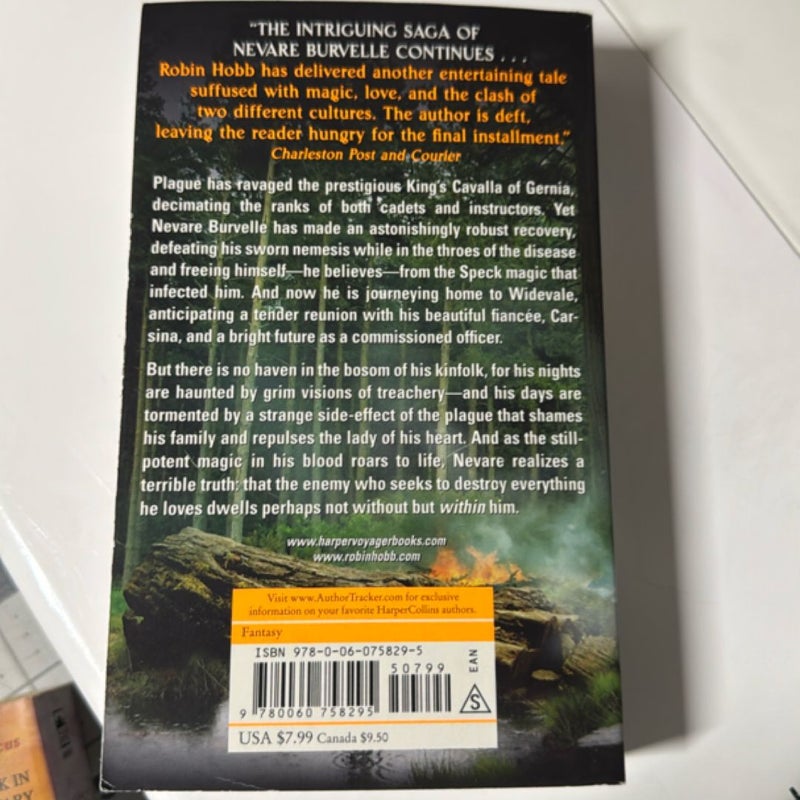 "THE INTRIGUING SAGA OF
NEVARE BURVELLE CONTINUES . . .
Robin Hobb has delivered another entertaining tale
suffused with magic, love, and the clash of
two different cultures. The author is deft,
leaving the reader hungry for the final installment."
Charleston Post and Courier
Plague has ravaged the prestigious King's Cavalla of Gernia,
decimating the ranks of both cadets and instructors. Yet
Nevare Burvelle has made an astonishingly robust recovery,
defeating his sworn nemesis while in the throes of the disease
and freeing himself—he believes—from the Speck magic that
infected him. And now he is journeying home to Widevale,
anticipating a tender reunion with his beautiful fiancée, Car-
sina, and a bright future as a commissioned officer.
But there is no haven in the bosom of his kinfolk, for his nights
are haunted by grim visions of treachery—and his days are
tormented by a strange side-effect of the plague that shames
his family and repulses the lady of his heart. And as the still-
potent magic in his blood roars to life, Nevare realizes a
terrible truth: that the enemy who seeks to destroy everything
he loves dwells perhaps not without but within him.
www.harpervoyagerbooks.com
www.robinhobb.com
Visit www.AuthorTracker.com for exclusive
information on your favorite HarperCollins authors.
Fantasy
ISBN 978-0-06-075829-5
50799
EAN
S
9 780060 758295
USA $7.99 Canada $9.50
K IN